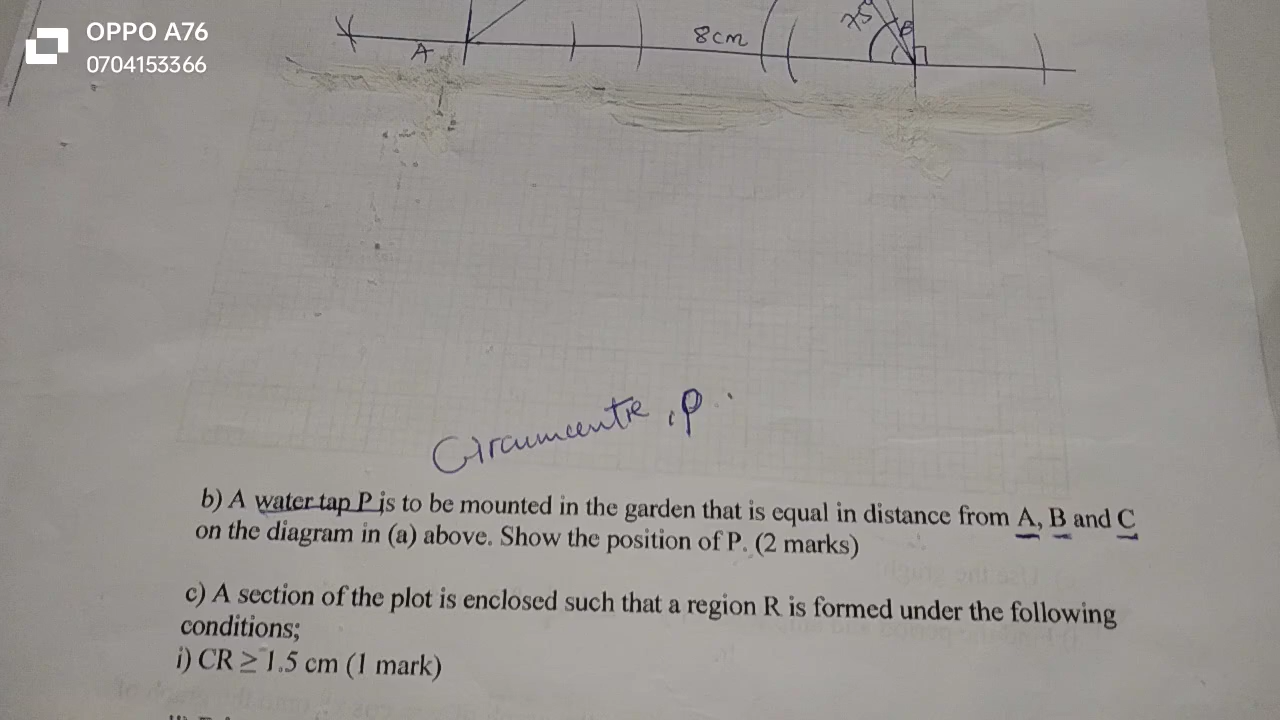 OPPO A76
0704153366
A
8cm
75
B
Circumcentre, P
b) A water tap P is to be mounted in the garden that is equal in distance from A, B and C
on the diagram in (a) above. Show the position of P. (2 marks)
c) A section of the plot is enclosed such that a region R is formed under the following
conditions;
i) CR ≥ 1.5 cm (1 mark)